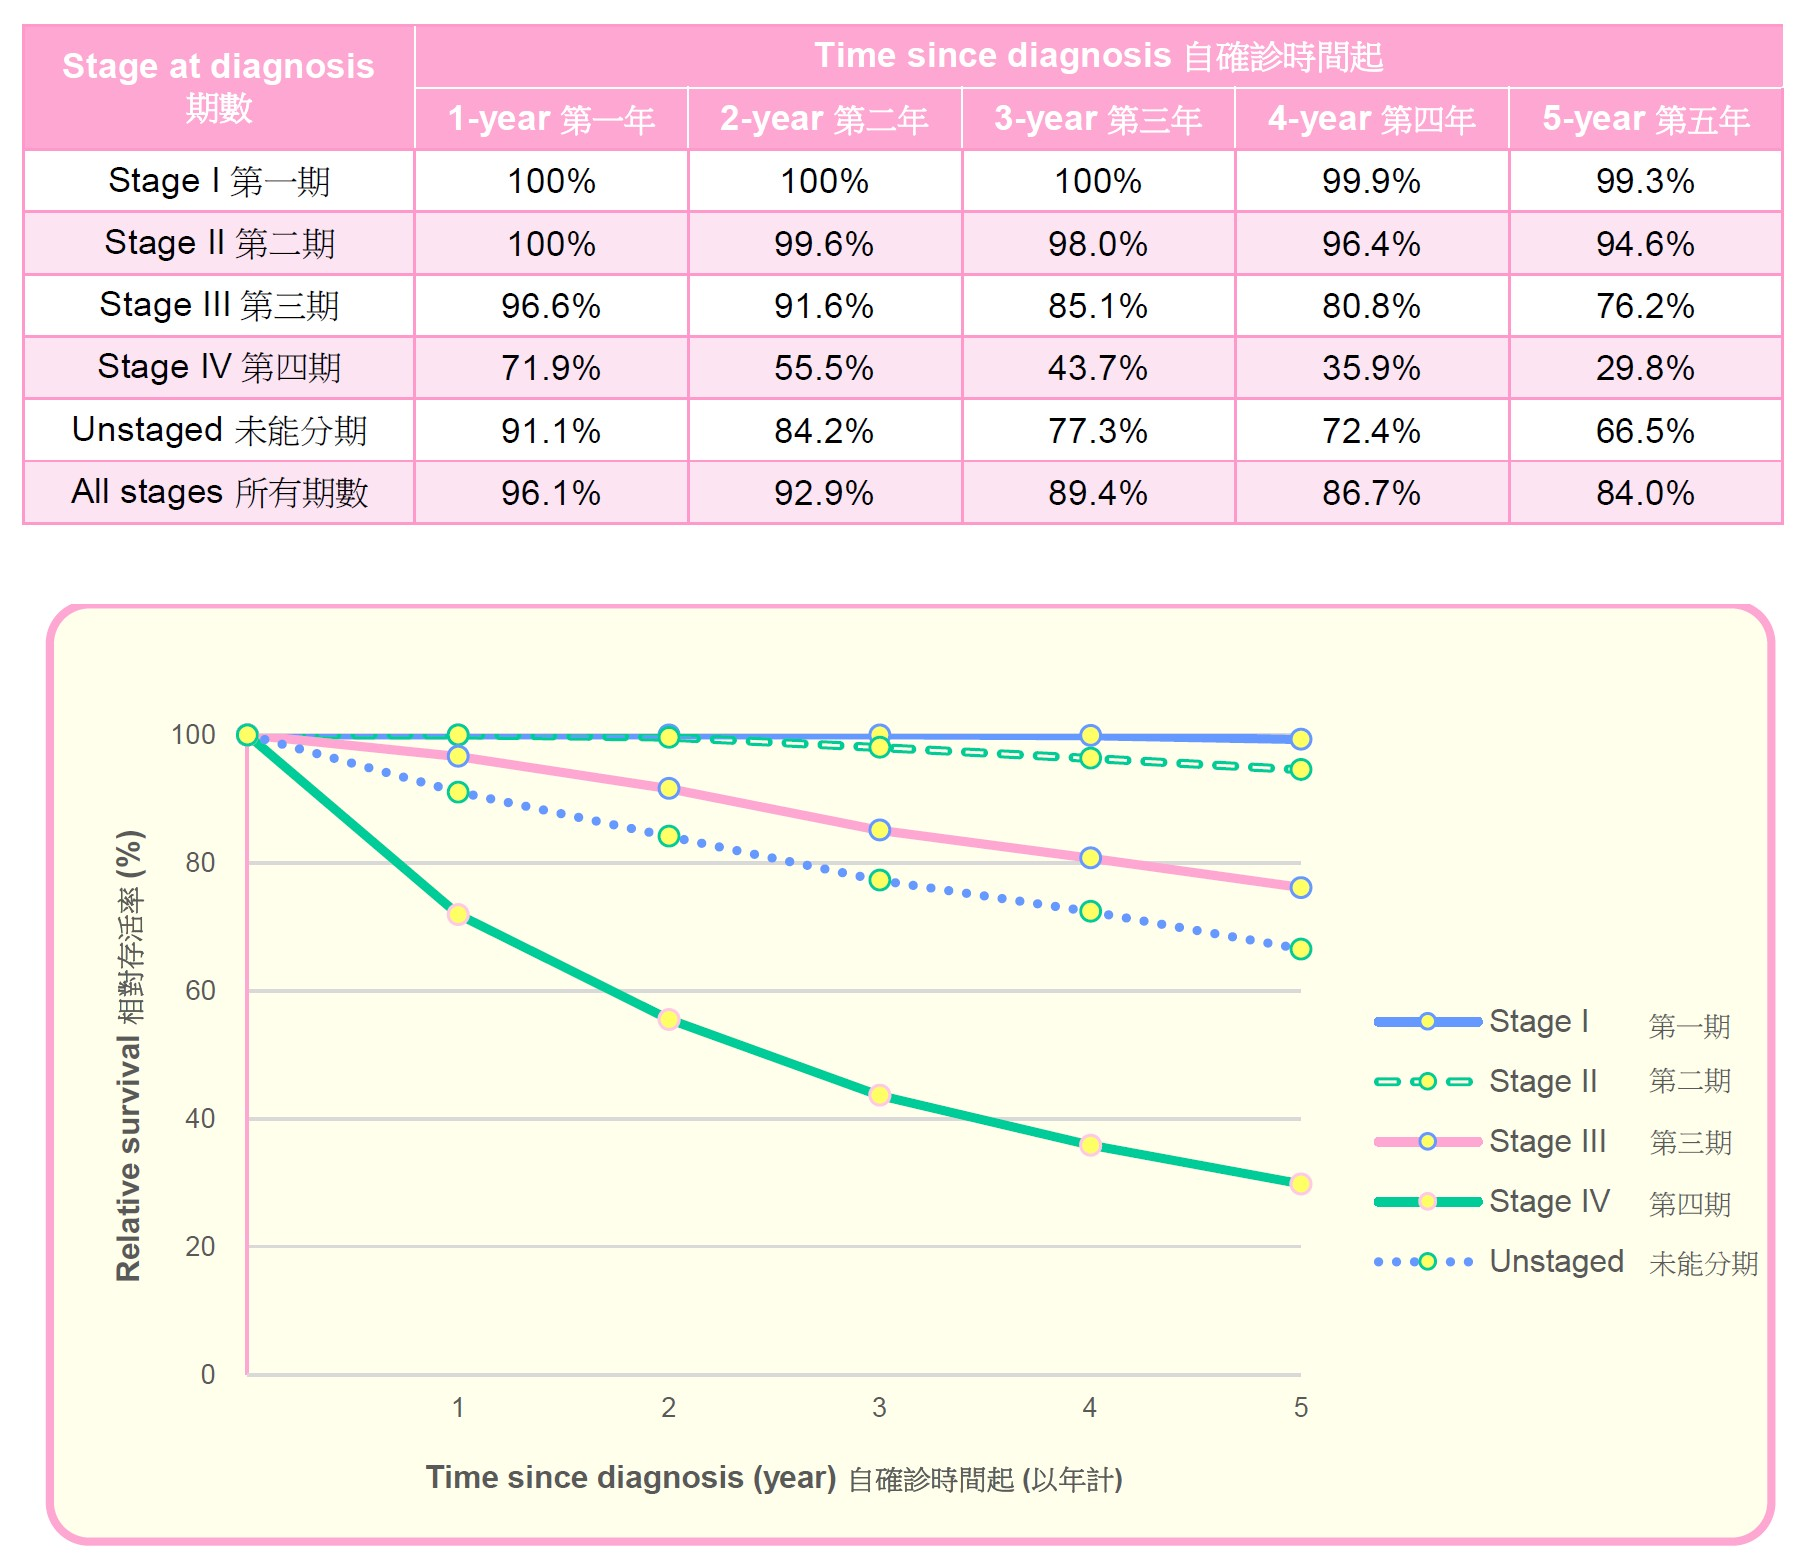 Stage at diagnosis
期數
Time since diagnosis 自確診時間起
1-year 第一年 2-year 第二年 3-year 第三年 4-year 第四年 5-year 第五年
Stage I 第一期 100% 100% 100% 99.9% 99.3%
Stage II 第二期 100% 99.6% 98.0% 96.4% 94.6%
Stage III 第三期 96.6% 91.6% 85.1% 80.8% 76.2%
Stage IV 第四期 71.9% 55.5% 43.7% 35.9% 29.8%
Unstaged 未能分期 91.1% 84.2% 77.3% 72.4% 66.5%
All stages 所有期數 96.1% 92.9% 89.4% 86.7% 84.0%
Relative survival 相對存活率 (%)
100
80
60
40
20
0
1 2 3 4 5
Time since diagnosis (year) 自確診時間起 (以年計)
Stage I 第一期
Stage II 第二期
Stage III 第三期
Stage IV 第四期
Unstaged 未能分期